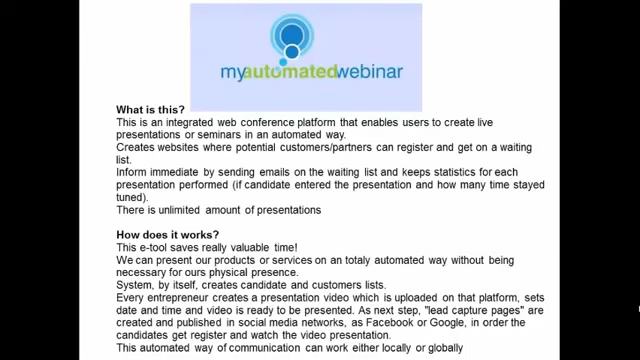 myautomatedwebinar
What is this?
This is an integrated web conference platform that enables users to create live
presentations or seminars in an automated way.
Creates websites where potential customers/partners can register and get on a waiting
list.
Inform immediate by sending emails on the waiting list and keeps statistics for each
presentation performed (if candidate entered the presentation and how many time stayed
tuned).
There is unlimited amount of presentations
How does it works?
This e-tool saves really valuable time!
We can present our products or services on an totaly automated way without being
necessary for ours physical presence.
System, by itself, creates candidate and customers lists.
Every entrepreneur creates a presentation video which is uploaded on that platform, sets
date and time and video is ready to be presented. As next step, "lead capture pages" are
created and published in social media networks, as Facebook or Google, in order the
candidates get register and watch the video presentation.
This automated way of communication can work either locally or globally